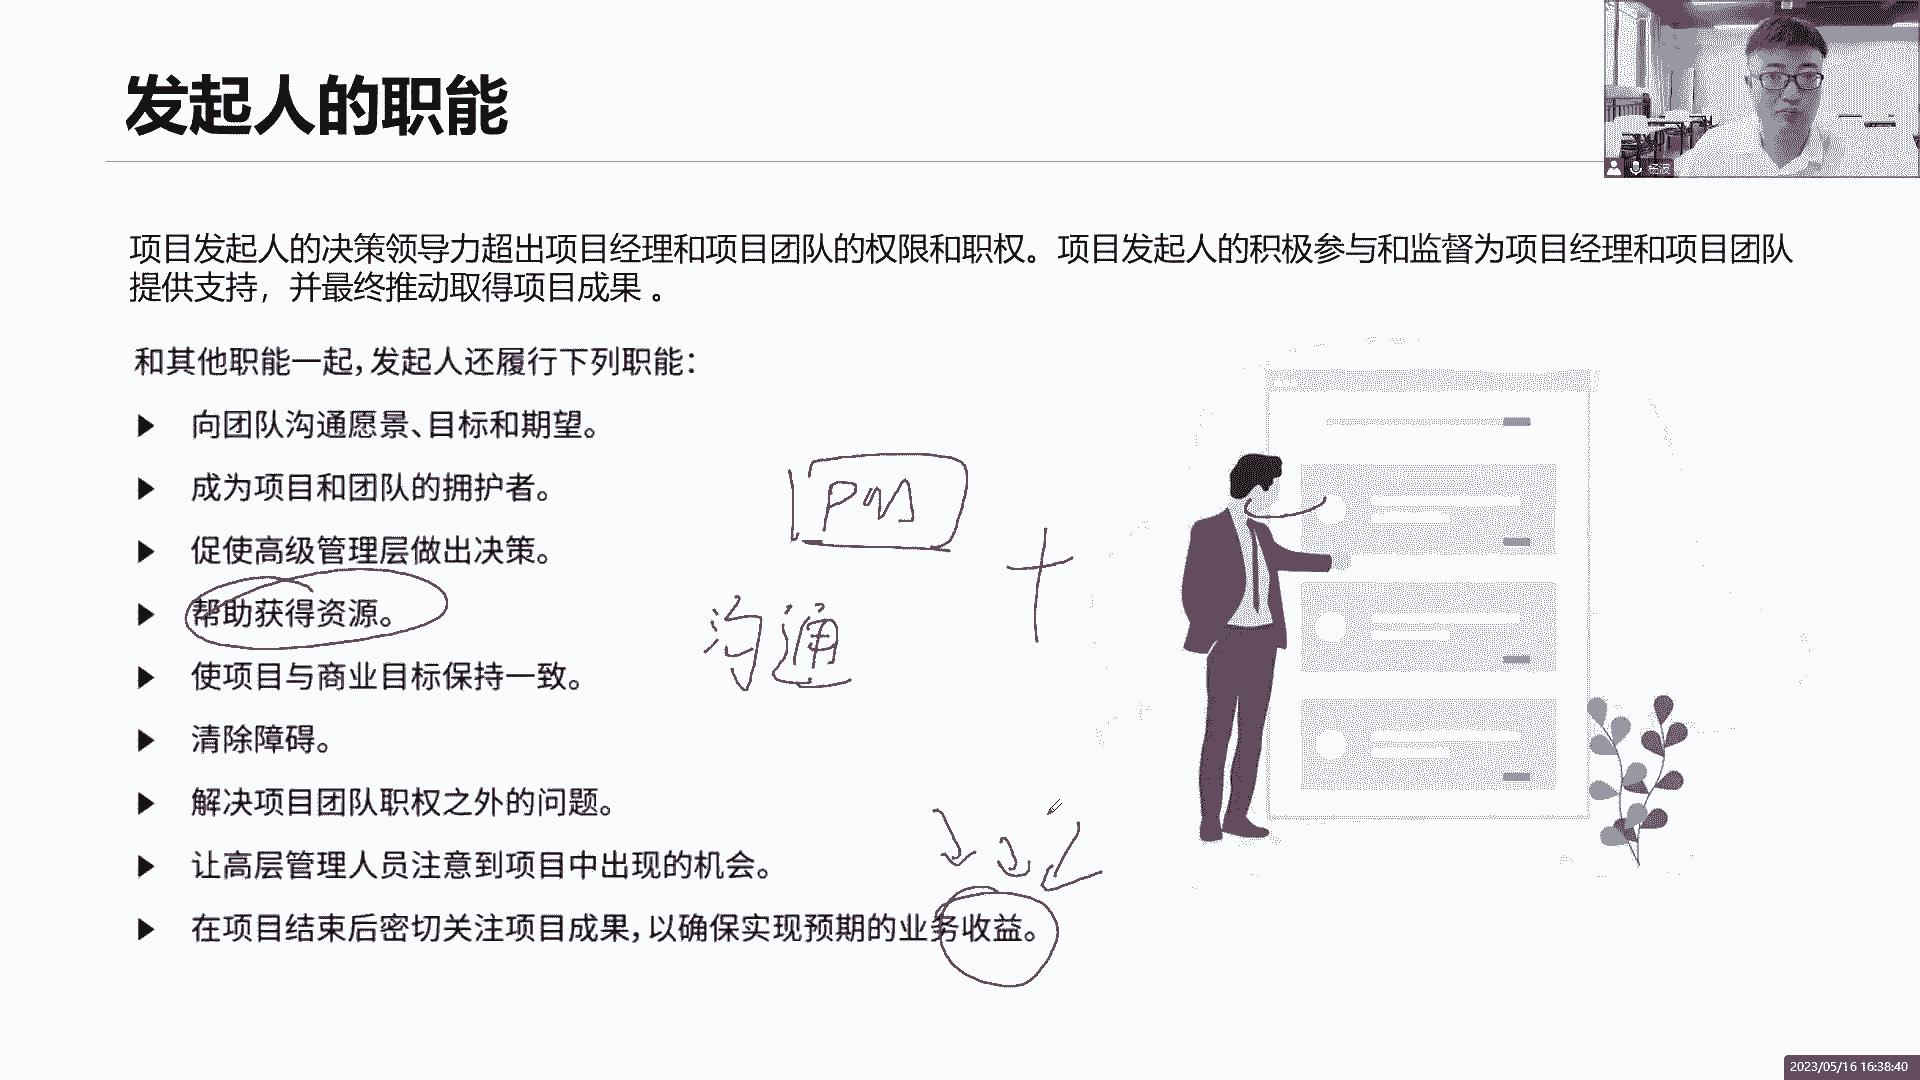 发起人的职能
项目发起人的决策领导力超出项目经理和项目团队的权限和职权。项目发起人的积极参与和监督为项目经理和项目团队
提供支持，并最终推动取得项目成果 。
和其他职能一起，发起人还履行下列职能：
向团队沟通愿景、目标和期望。
成为项目和团队的拥护者。
促使高级管理层做出决策。
帮助获得资源。
使项目与商业目标保持一致。
清除障碍。
解决项目团队职权之外的问题。
让高层管理人员注意到项目中出现的机会。
在项目结束后密切关注项目成果，以确保实现预期的业务收益。
PM
沟通
2023/05/16 16:38:40